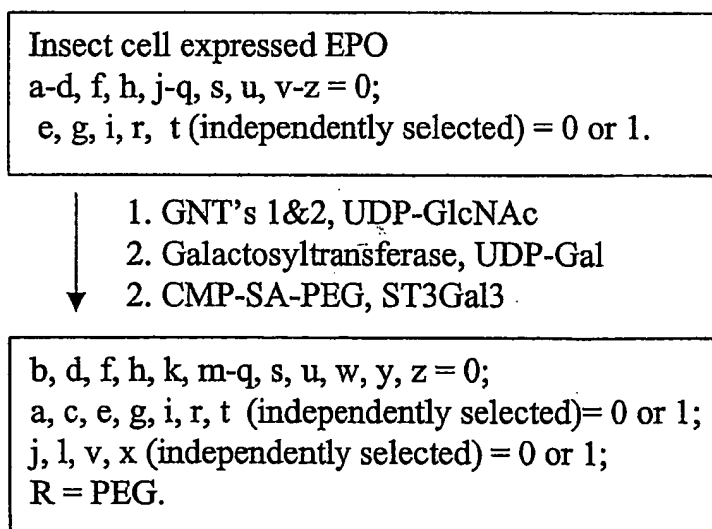 Insect cell expressed EPO
a-d, f, h, j-q, s, u, v-z = 0;
e, g, i, r, t (independently selected) = 0 or 1.
1. GNT's 1&2, UDP-GlcNAc
2. Galactosyltransferase, UDP-Gal
2. CMP-SA-PEG, ST3Gal3
b, d, f, h, k, m-q, s, u, w, y, z = 0;
a, c, e, g, i, r, t (independently selected)= 0 or 1;
j, l, v, x (independently selected) = 0 or 1;
R = PEG.